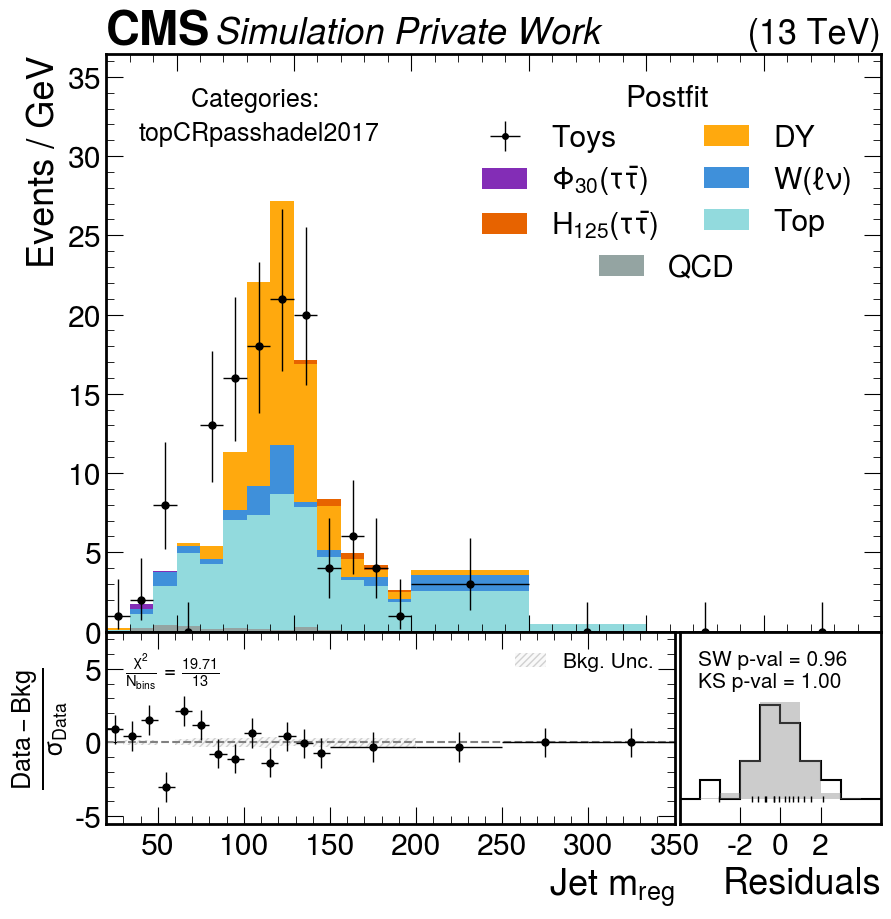 CMS Simulation Private Work (13 TeV)
Events / GeV
35
30
25
20
15
10
5
0
Categories:
topCRpasshadel2017
Postfit
Toys
Φ30(ττ̄)
H125(ττ̄)
DY
W(ℓν)
Top
QCD
Data − Bkg
σData
5
0
-5
χ²
Nbins
=
19.71
13
Bkg. Unc.
50 100 150 200 250 300 350
Jet mreg
SW p-val = 0.96
KS p-val = 1.00
-2 0 2
Residuals